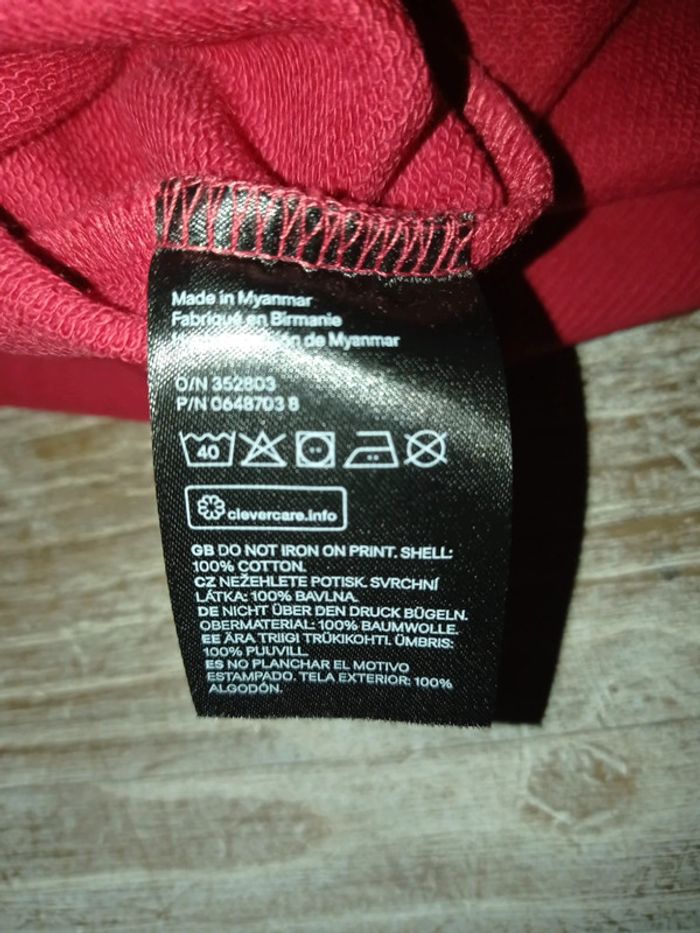 Made in Myanmar
Fabriqué en Birmanie
de Myanmar
O/N 352803
P/N 0648703 8
40
clevercare.info
GB DO NOT IRON ON PRINT. SHELL:
100% COTTON.
CZ NEŽEHLETE POTISK. SVRCHNÍ
LÁTKA: 100% BAVLNA.
DE NICHT ÜBER DEN DRUCK BÜGELN.
OBERMATERIAL: 100% BAUMWOLLE.
EE ÄRA TRIIGI TRÜKIKOHTI. ÜMBRIS:
100% PUUVILL.
ES NO PLANCHAR EL MOTIVO
ESTAMPADO. TELA EXTERIOR: 100%
ALGODÓN.